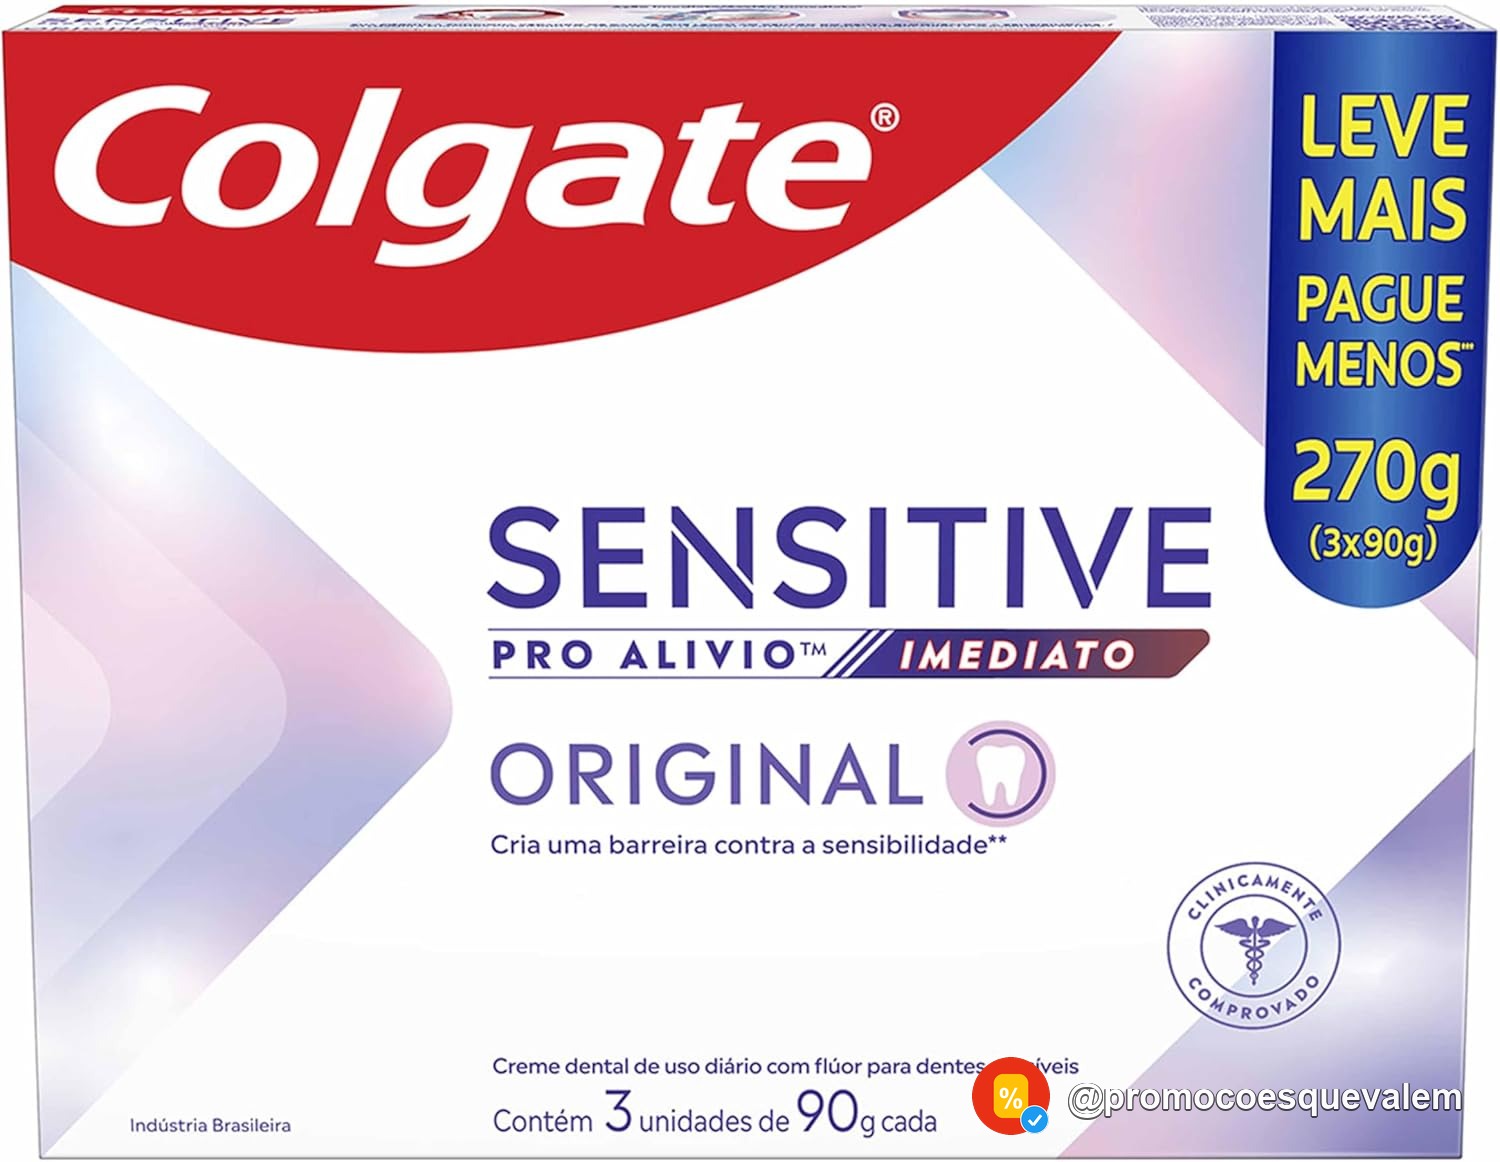 Colgate®
LEVE
MAIS
PAGUE
MENOS***
270g
(3x90g)
SENSITIVE
PRO ALIVIO™ IMEDIATO
ORIGINAL
Cria uma barreira contra a sensibilidade**
CLINICAMENTE
COMPROVADO
Creme dental de uso diário com flúor para dentes
Contém 3 unidades de 90g cada
Indústria Brasileira
%
@promocoesquevalem